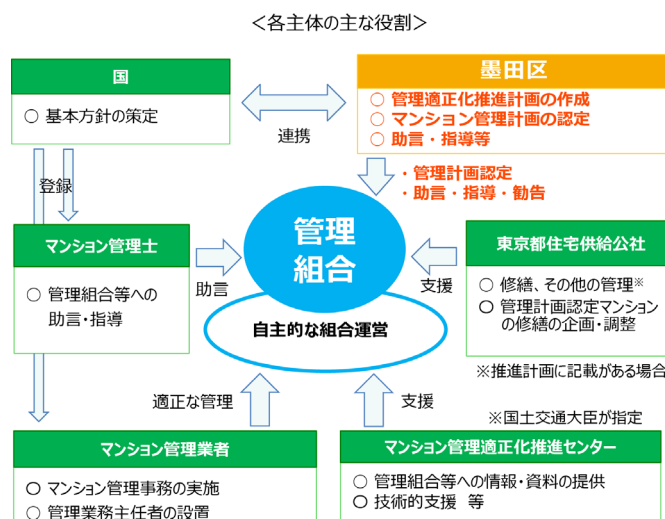 <各主体の主な役割>
国
○ 基本方針の策定
連携
墨田区
○ 管理適正化推進計画の作成
○ マンション管理計画の認定
○ 助言・指導等
・管理計画認定
・助言・指導・勧告
登録
マンション管理士
○ 管理組合等への
助言・指導
助言
管理
組合
自主的な組合運営
支援
東京都住宅供給公社
○ 修繕、その他の管理※
○ 管理計画認定マンション
の修繕の企画・調整
※推進計画に記載がある場合
適正な管理
支援
※国土交通大臣が指定
マンション管理業者
○ マンション管理事務の実施
○ 管理業務主任者の設置
マンション管理適正化推進センター
○ 管理組合等への情報・資料の提供
○ 技術的支援 等